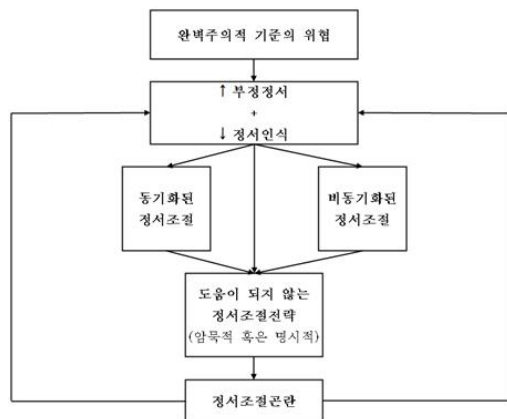 완벽주의적 기준의 위협
↑ 부정정서
+
↓ 정서인식
동기화된
정서조절
비동기화된
정서조절
도움이 되지 않는
정서조절전략
(암묵적 혹은 명시적)
정서조절곤란